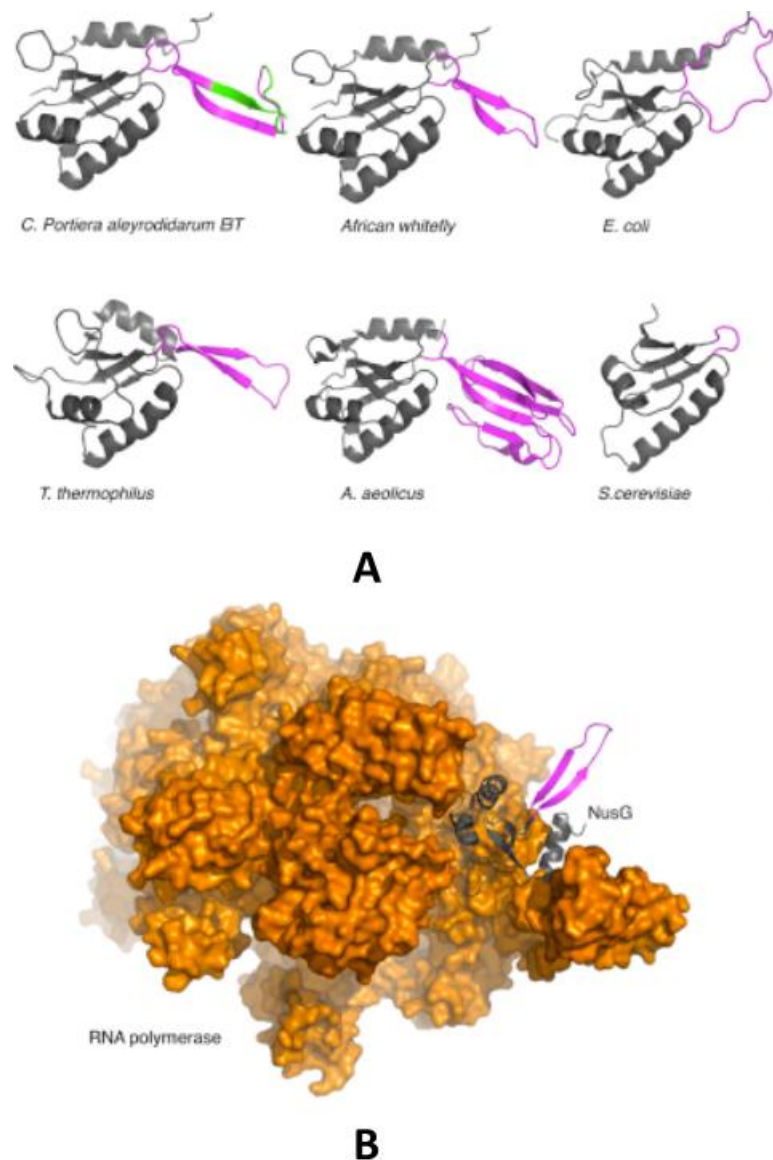 C. Portiera aleyrodidarum BT
African whitefly
E. coli
T. thermophilus
A. aeolicus
S.cerevisiae
A
NusG
RNA polymerase
B